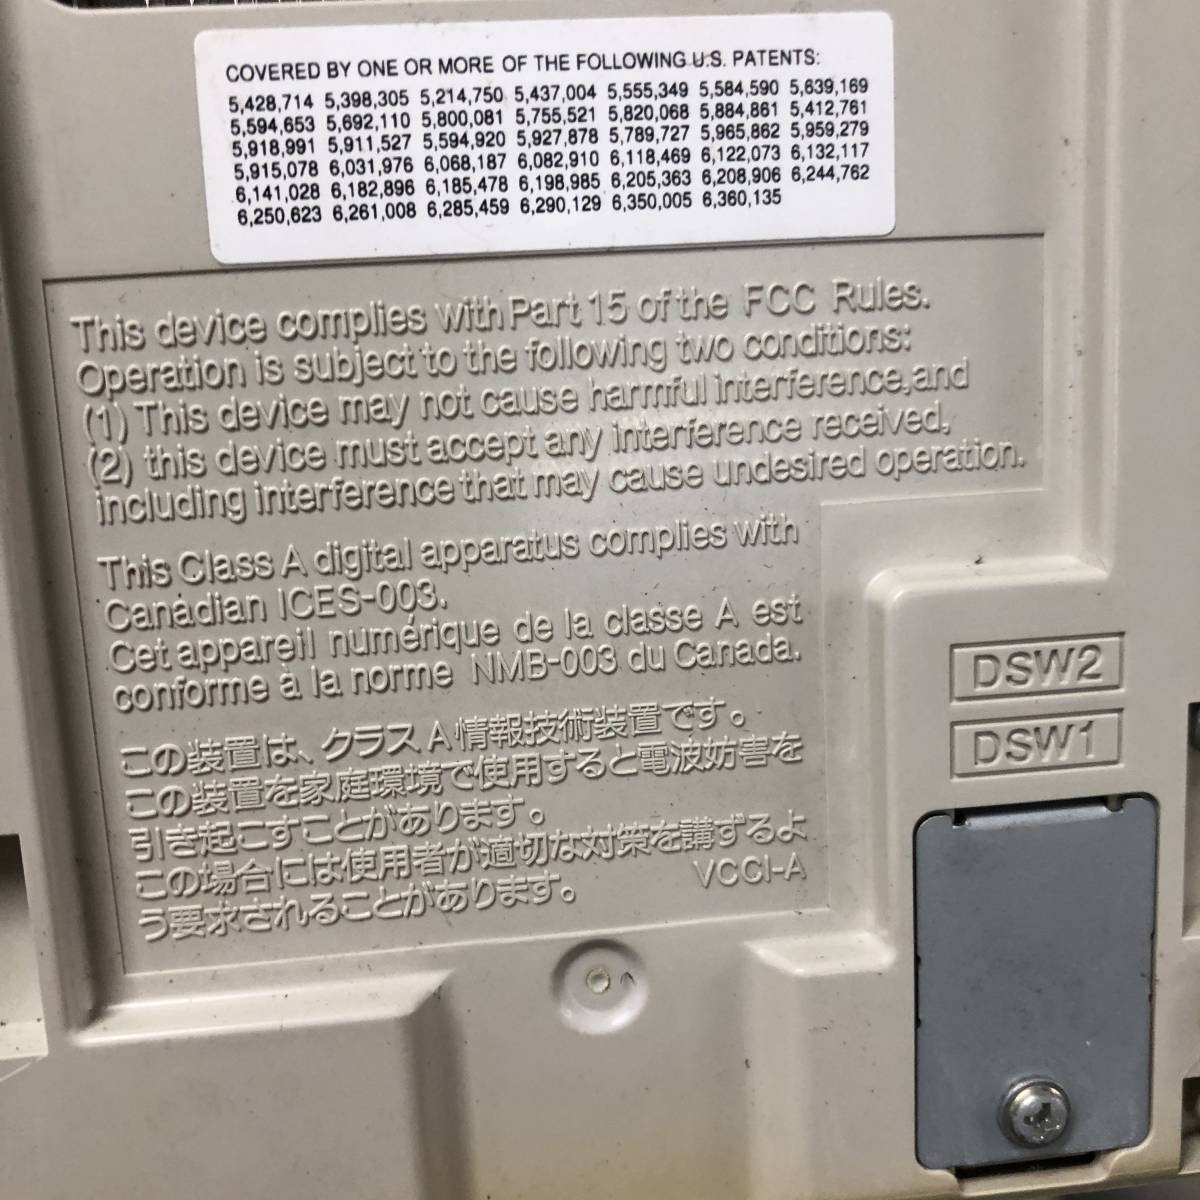 COVERED BY ONE OR MORE OF THE FOLLOWING U.S. PATENTS:
5,428,714 5,398,305 5,214,750 5,437,004 5,555,349 5,584,590 5,639,169
5,594,653 5,692,110 5,800,081 5,755,521 5,820,068 5,884,861 5,412,761
5,918,991 5,911,527 5,594,920 5,927,878 5,789,727 5,965,862 5,959,279
5,915,078 6,031,976 6,068,187 6,082,910 6,118,469 6,122,073 6,132,117
6,141,028 6,182,896 6,185,478 6,198,985 6,205,363 6,208,906 6,244,762
6,250,623 6,261,008 6,285,459 6,290,129 6,350,005 6,360,135
This device complies with Part 15 of the FCC Rules.
Operation is subject to the following two conditions:
(1) This device may not cause harmful interference,and
(2) this device must accept any interference received,
including interference that may cause undesired operation.
This Class A digital apparatus complies with
Canadian ICES-003.
Cet appareil numérique de la classe A est
conforme à la norme NMB-003 du Canada.
この装置は、クラスA情報技術装置です。
この装置を家庭環境で使用すると電波妨害を
引き起こすことがあります。
この場合には使用者が適切な対策を講ずるよ
う要求されることがあります。 VCCI-A
DSW2
DSW1